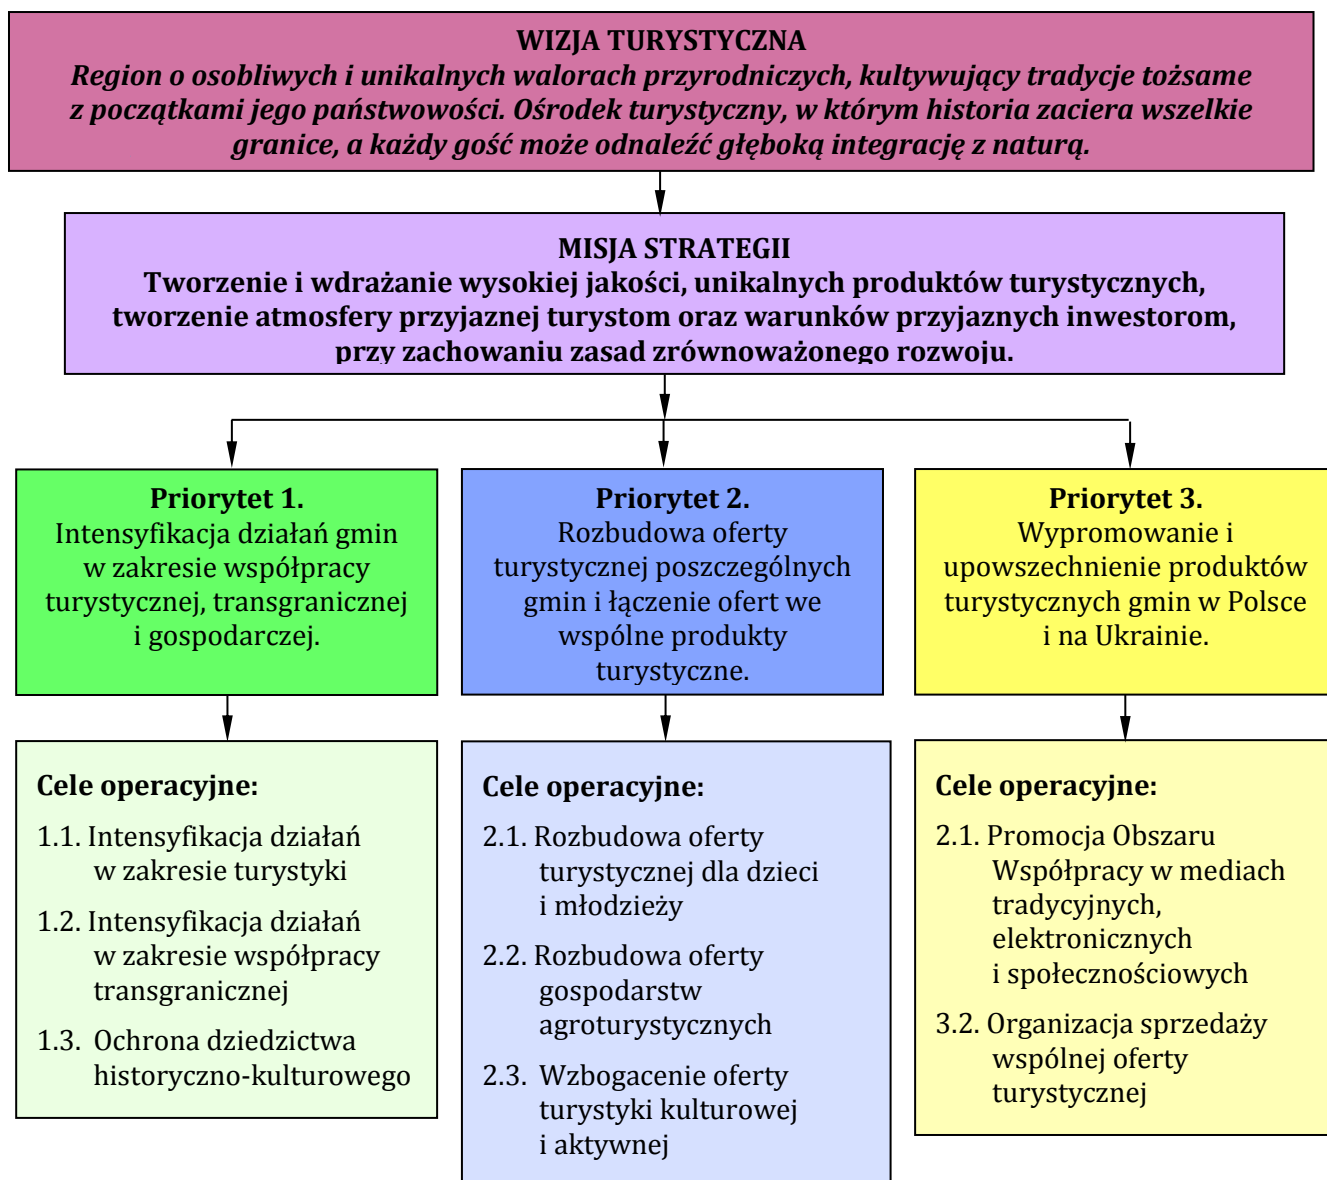 WIZJA TURYSTYCZNA
Region o osobliwych i unikalnych walorach przyrodniczych, kultywujący tradycje tożsame
z początkami jego państwowości. Ośrodek turystyczny, w którym historia zaciera wszelkie
granice, a każdy gość może odnaleźć głęboką integrację z naturą.
MISJA STRATEGII
Tworzenie i wdrażanie wysokiej jakości, unikalnych produktów turystycznych,
tworzenie atmosfery przyjaznej turystom oraz warunków przyjaznych inwestorom,
przy zachowaniu zasad zrównoważonego rozwoju.
Priorytet 1.
Intensyfikacja działań gmin
w zakresie współpracy
turystycznej, transgranicznej
i gospodarczej.
Priorytet 2.
Rozbudowa oferty
turystycznej poszczególnych
gmin i łączenie ofert we
wspólne produkty
turystyczne.
Priorytet 3.
Wypromowanie i
upowszechnienie produktów
turystycznych gmin w Polsce
i na Ukrainie.
Cele operacyjne:
1.1. Intensyfikacja działań
w zakresie turystyki
1.2. Intensyfikacja działań
w zakresie współpracy
transgranicznej
1.3. Ochrona dziedzictwa
historyczno-kulturowego
Cele operacyjne:
2.1. Rozbudowa oferty
turystycznej dla dzieci
i młodzieży
2.2. Rozbudowa oferty
gospodarstw
agroturystycznych
2.3. Wzbogacenie oferty
turystyki kulturowej
i aktywnej
Cele operacyjne:
2.1. Promocja Obszaru
Współpracy w mediach
tradycyjnych,
elektronicznych
i społecznościowych
3.2. Organizacja sprzedaży
wspólnej oferty
turystycznej